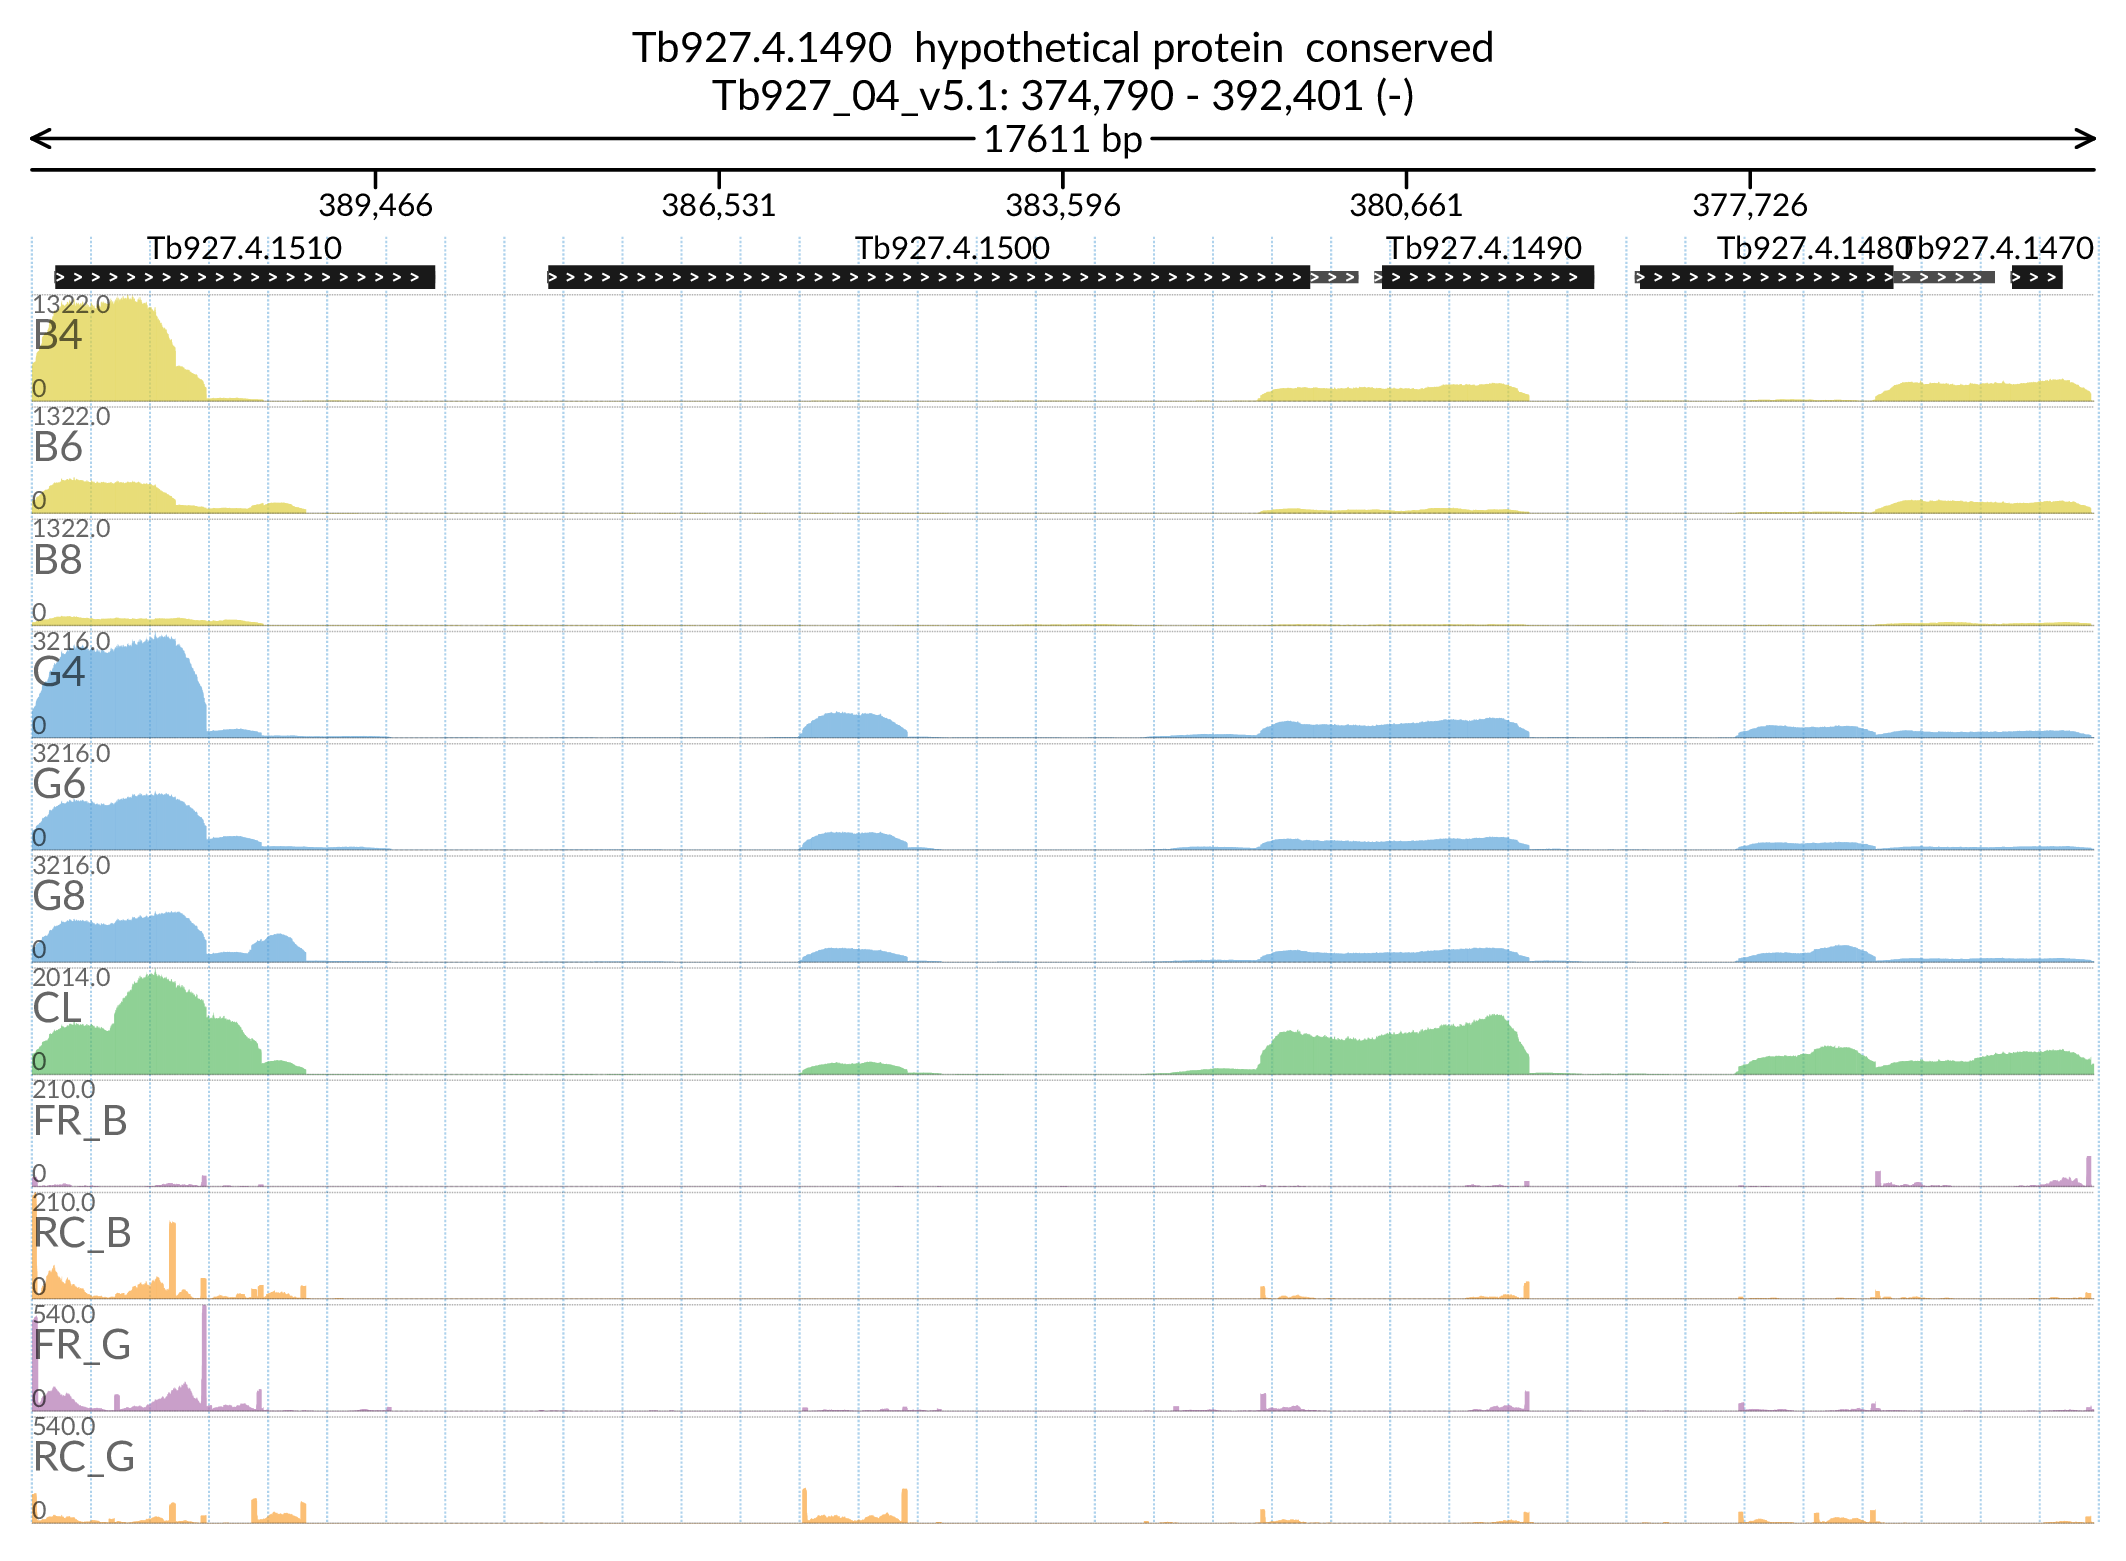 Tb927.4.1490 hypothetical protein conserved
Tb927_04_v5.1: 374,790 - 392,401 (-)
17611 bp
389,466 386,531 383,596 380,661 377,726
Tb927.4.1510 Tb927.4.1500 Tb927.4.1490 Tb927.4.1480 Tb927.4.1470
1322.0
B4
0
1322.0
B6
0
1322.0
B8
0
3216.0
G4
0
3216.0
G6
0
3216.0
G8
0
2014.0
CL
0
210.0
FR_B
0
210.0
RC_B
0
540.0
FR_G
0
540.0
RC_G
0